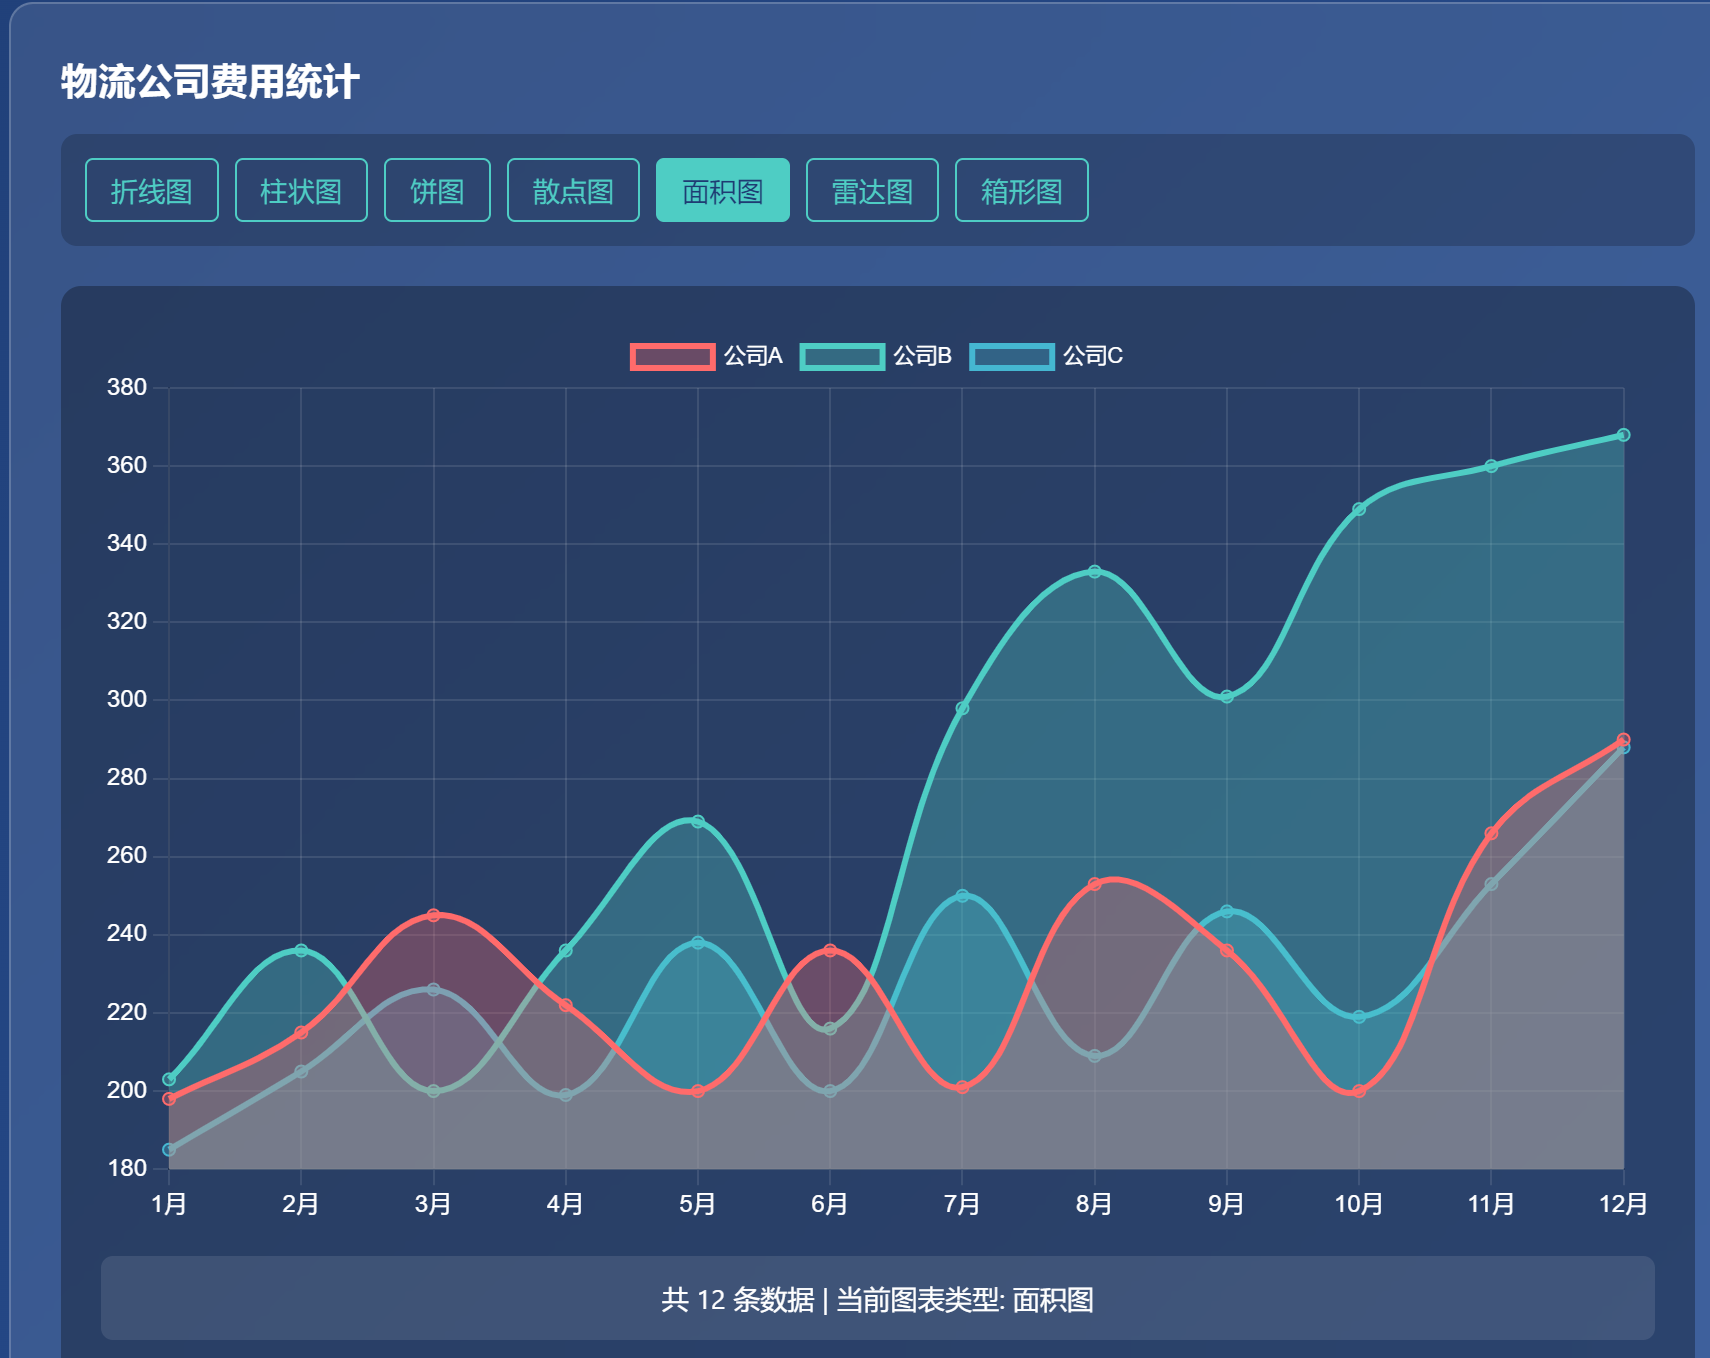 物流公司费用统计
折线图 柱状图 饼图 散点图 面积图 雷达图 箱形图
公司A 公司B 公司C
380
360
340
320
300
280
260
240
220
200
180
1月 2月 3月 4月 5月 6月 7月 8月 9月 10月 11月 12月
共 12 条数据 | 当前图表类型: 面积图